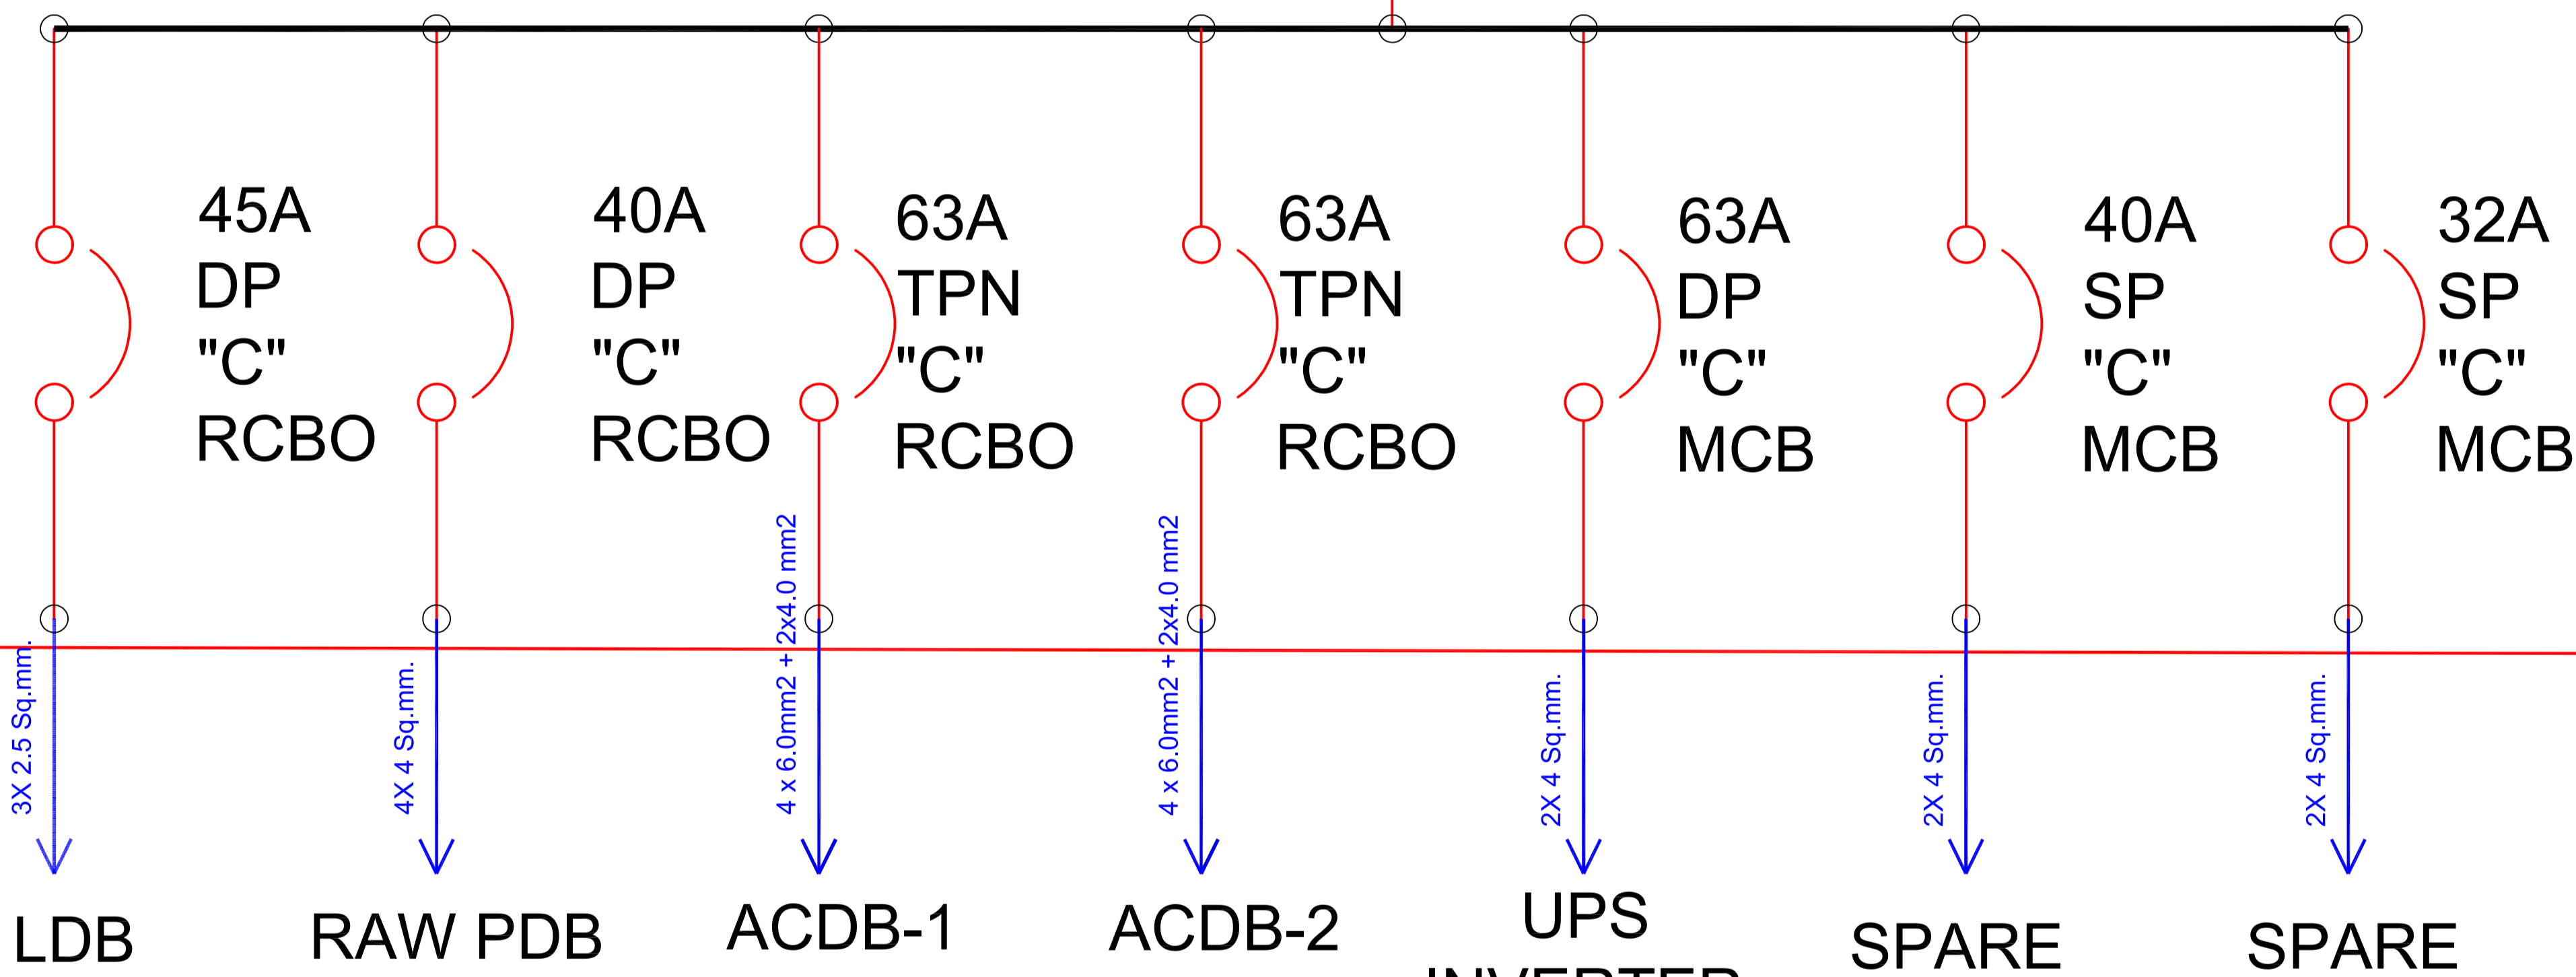 45A
DP
"C"
RCBO
40A
DP
"C"
RCBO
63A
TPN
"C"
RCBO
63A
TPN
"C"
RCBO
63A
DP
"C"
MCB
40A
SP
"C"
MCB
32A
SP
"C"
MCB
3X 2.5 Sq.mm.
4X 4 Sq.mm.
4 x 6.0mm2 + 2x4.0 mm2
4 x 6.0mm2 + 2x4.0 mm2
2X 4 Sq.mm.
2X 4 Sq.mm.
2X 4 Sq.mm.
LDB
RAW PDB
ACDB-1
ACDB-2
UPS
INVERTER
SPARE
SPARE